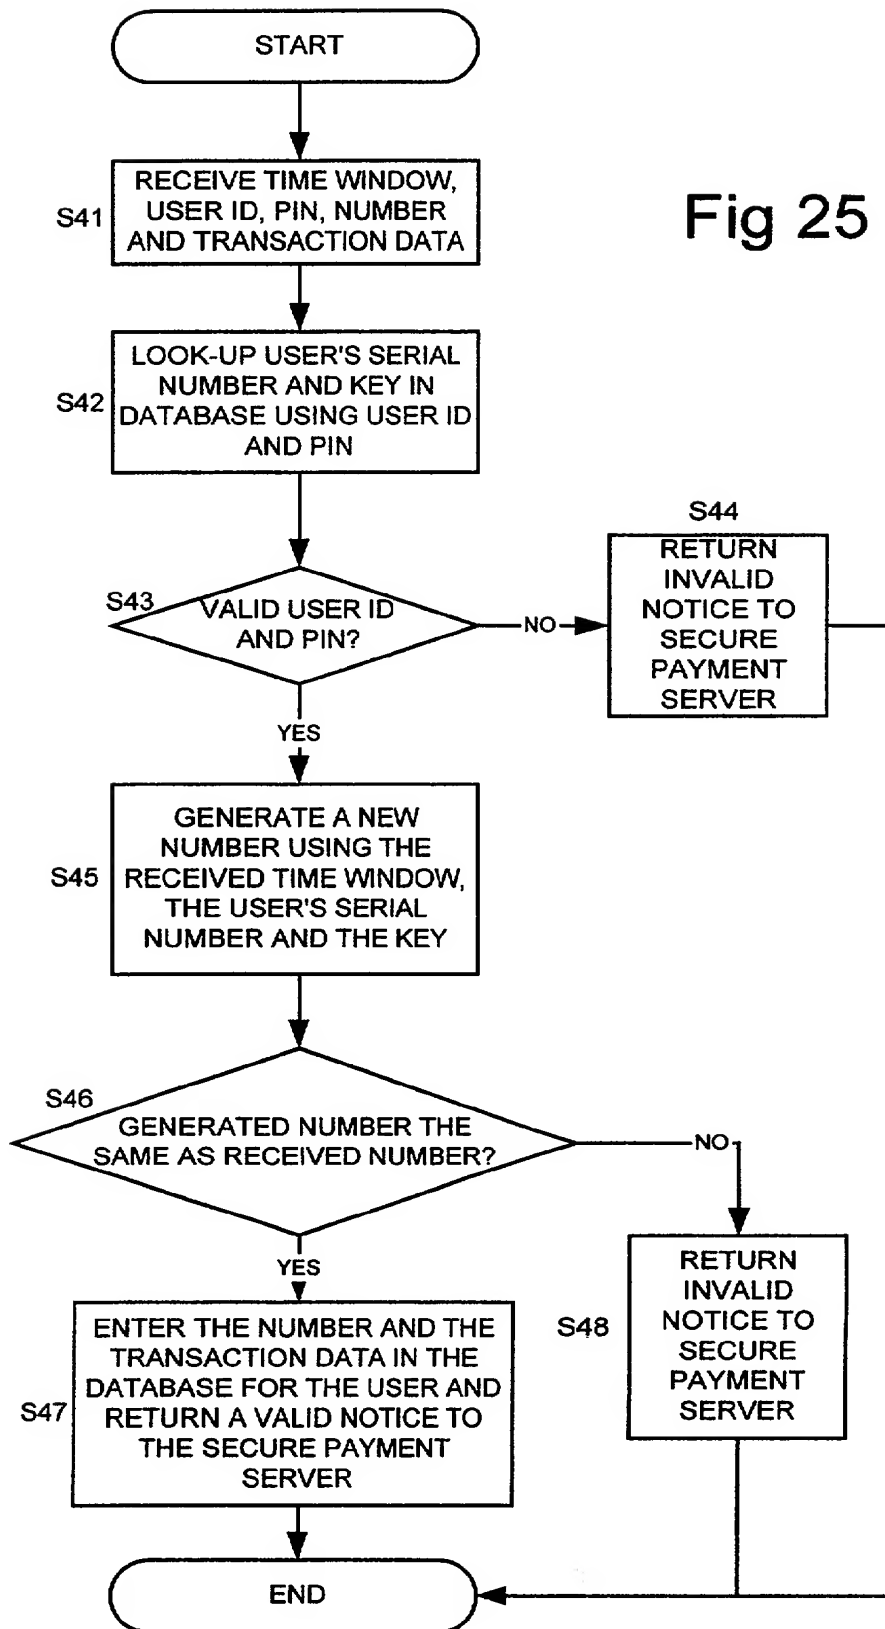 START
Fig 25
S41
RECEIVE TIME WINDOW,
USER ID, PIN, NUMBER
AND TRANSACTION DATA
S42
LOOK-UP USER'S SERIAL
NUMBER AND KEY IN
DATABASE USING USER ID
AND PIN
S43
VALID USER ID
AND PIN?
NO
S44
RETURN
INVALID
NOTICE TO
SECURE
PAYMENT
SERVER
YES
S45
GENERATE A NEW
NUMBER USING THE
RECEIVED TIME WINDOW,
THE USER'S SERIAL
NUMBER AND THE KEY
S46
GENERATED NUMBER THE
SAME AS RECEIVED NUMBER?
NO
YES
S48
RETURN
INVALID
NOTICE TO
SECURE
PAYMENT
SERVER
S47
ENTER THE NUMBER AND THE
TRANSACTION DATA IN THE
DATABASE FOR THE USER AND
RETURN A VALID NOTICE TO
THE SECURE PAYMENT
SERVER
END